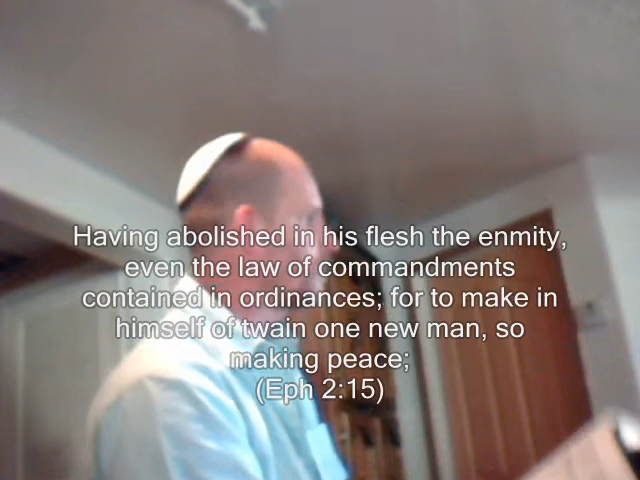 Having abolished in his flesh the enmity,
even the law of commandments
contained in ordinances; for to make in
himself of twain one new man, so
making peace;
(Eph 2:15)